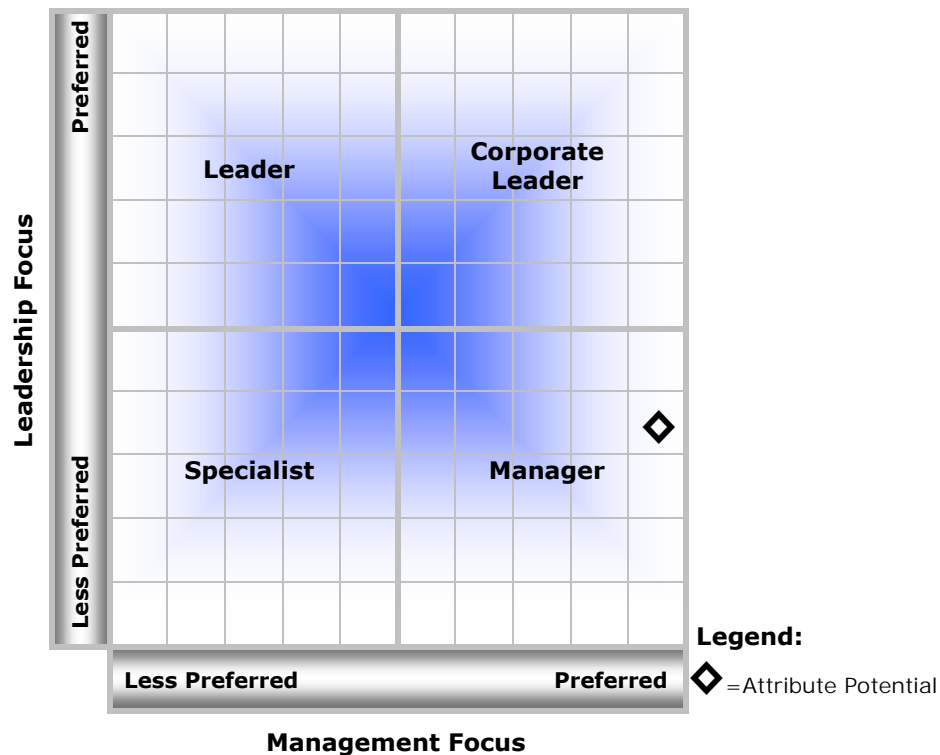 Preferred
Leadership Focus
Less Preferred
Leader
Corporate
Leader
Specialist
Manager
Legend:
=Attribute Potential
Less Preferred
Preferred
Management Focus